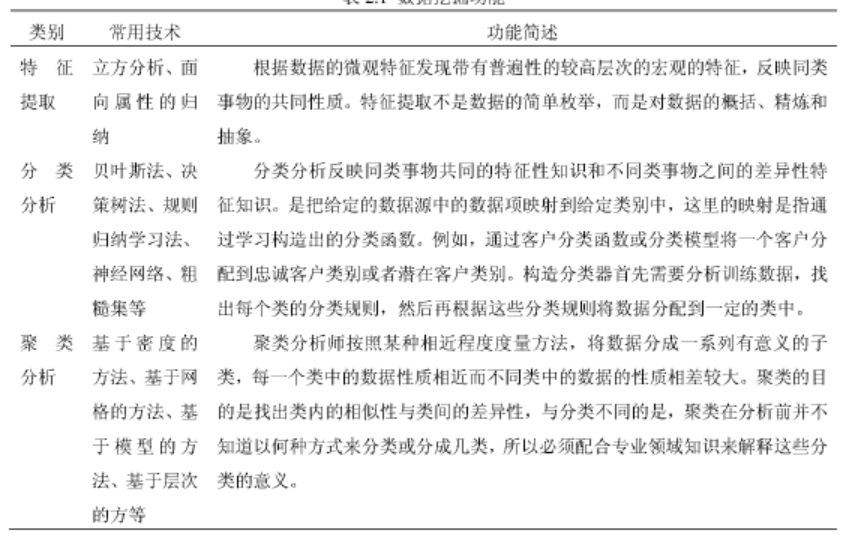 表 2.1 数据挖掘功能
类别 常用技术 功能简述
特 征 立方分析、面 根据数据的微观特征发现带有普遍性的较高层次的宏观的特征，反映同类
提取 向属性的归 事物的共同性质。特征提取不是数据的简单枚举，而是对数据的概括、精炼和
纳 抽象。
分 类 贝叶斯法、决 分类分析反映同类事物共同的特征性知识和不同类事物之间的差异性特
分析 策树法、规则 征知识。是把给定的数据源中的数据项映射到给定类别中，这里的映射是指通
归纳学习法、 过学习构造出的分类函数。例如，通过客户分类函数或分类模型将一个客户分
神经网络、粗 配到忠诚客户类别或者潜在客户类别。构造分类器首先需要分析训练数据，找
糙集等 出每个类的分类规则，然后再根据这些分类规则将数据分配到一定的类中。
聚 类 基于密度的 聚类分析师按照某种相近程度度量方法，将数据分成一系列有意义的子
分析 方法、基于网 类，每一个类中的数据性质相近而不同类中的数据的性质相差较大。聚类的目
格的方法、基 的是找出类内的相似性与类间的差异性，与分类不同的是，聚类在分析前并不
于模型的方 知道以何种方式来分类或分成几类，所以必须配合专业领域知识来解释这些分
法、基于层次 类的意义。
的方等